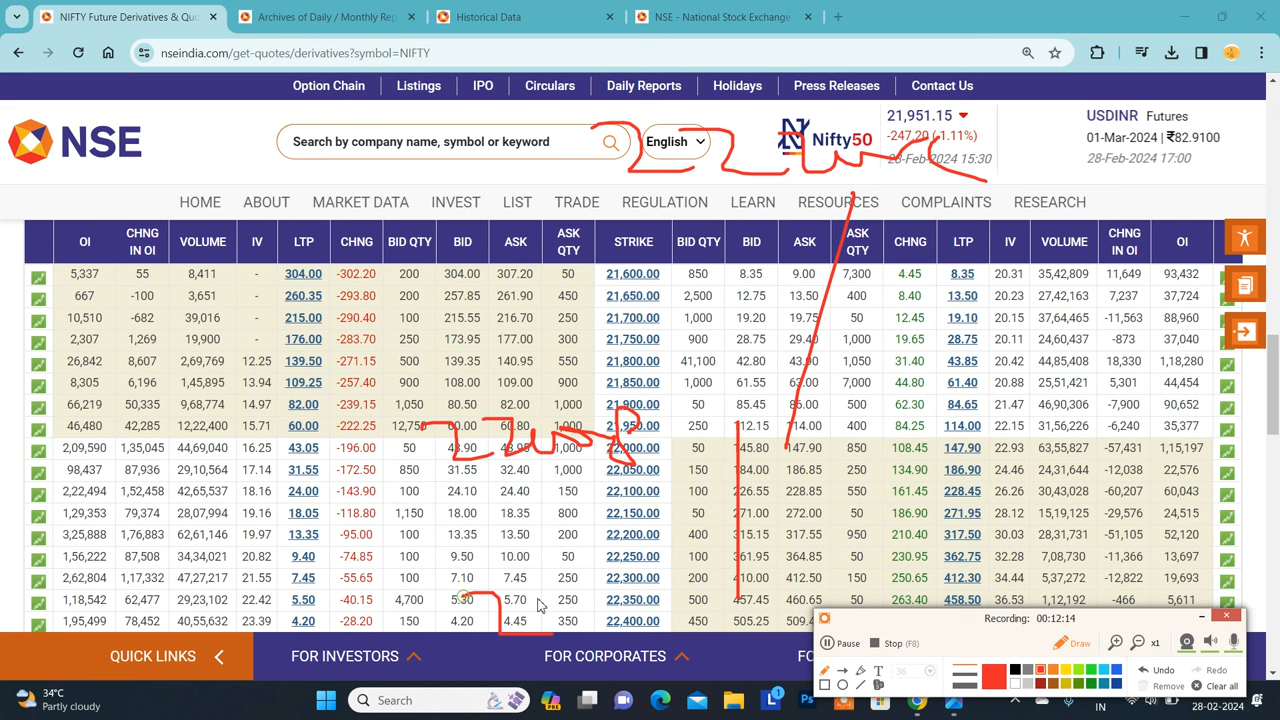 NIFTY Future Derivatives & Quo
Archives of Daily / Monthly Rep
Historical Data
NSE - National Stock Exchange
nseindia.com/get-quotes/derivatives?symbol=NIFTY
Option Chain Listings IPO Circulars Daily Reports Holidays Press Releases Contact Us
NSE
Search by company name, symbol or keyword
English
Nifty50
21,951.15
-247.20 (-1.11%)
28-Feb-2024 15:30
USDINR Futures
01-Mar-2024 | ₹82.9100
28-Feb-2024 17:00
HOME ABOUT MARKET DATA INVEST LIST TRADE REGULATION LEARN RESOURCES COMPLAINTS RESEARCH
OI CHNG IN OI VOLUME IV LTP CHNG BID QTY BID ASK ASK QTY STRIKE BID QTY BID ASK ASK QTY CHNG LTP IV VOLUME CHNG IN OI OI
5,337 55 8,411 - 304.00 -302.20 200 304.00 307.20 50 21,600.00 850 8.35 9.00 7,300 4.45 8.35 20.31 35,42,809 11,649 93,432
667 -100 3,651 - 260.35 -293.80 200 257.85 261.90 450 21,650.00 2,500 12.75 13.50 400 8.40 13.50 20.23 27,42,163 7,237 37,724
10,510 -682 39,016 - 215.00 -290.40 100 215.55 216.70 250 21,700.00 1,000 19.20 19.75 50 12.45 19.10 20.15 37,64,465 -11,563 88,960
2,307 1,269 19,900 - 176.00 -283.70 250 173.95 177.00 300 21,750.00 900 28.75 29.40 1,000 19.65 28.75 20.11 24,60,437 -873 37,040
26,842 8,607 2,69,769 12.25 139.50 -271.15 500 139.35 140.95 550 21,800.00 41,100 42.80 1,050 31.40 43.85 20.42 44,85,408 18,330 1,18,280
8,305 6,196 1,45,895 13.94 109.25 -257.40 900 108.00 109.00 900 21,850.00 1,000 61.55 63.00 7,000 44.80 61.40 20.88 25,51,421 5,301 44,454
66,219 50,335 9,68,774 14.97 82.00 -239.15 1,050 80.50 82.00 1,000 21,900.00 50 85.45 86.00 500 62.30 84.65 21.47 46,90,306 -7,900 90,652
46,480 42,285 12,22,400 15.71 60.00 -222.25 12,750 60.00 60.80 1,000 21,950.00 250 112.15 114.00 400 84.25 114.00 22.15 31,56,226 -6,240 35,377
2,09,590 1,35,045 44,69,040 16.25 43.05 -196.00 50 43.90 1,000 22,000.00 50 145.80 147.90 850 108.45 147.90 22.93 63,55,827 -57,031 1,15,197
98,437 87,936 29,10,564 17.14 31.55 -172.50 850 31.55 32.40 1,000 22,050.00 150 184.00 186.85 250 134.90 186.90 24.46 24,31,644 -12,038 22,576
2,22,494 1,52,458 42,65,537 18.16 24.00 -143.90 100 24.10 24.40 150 22,100.00 100 226.55 228.85 550 161.45 228.45 26.26 30,43,028 -60,207 60,043
1,29,353 79,374 28,07,994 19.16 18.05 -118.80 1,150 18.00 18.35 800 22,150.00 50 271.00 272.00 50 186.90 271.95 28.12 15,19,125 -29,576 24,515
3,25,888 1,76,883 62,61,146 19.97 13.35 -95.00 100 13.35 13.50 200 22,200.00 400 315.15 317.55 950 210.40 317.50 30.03 28,31,731 -51,105 52,120
1,56,222 87,508 34,34,021 20.82 9.40 -74.85 100 9.50 10.00 50 22,250.00 100 361.95 364.85 50 230.95 362.75 32.28 7,08,730 -11,366 13,697
2,62,804 1,17,332 47,27,217 21.55 7.45 -55.65 100 7.10 7.45 250 22,300.00 200 410.00 412.50 150 250.65 412.30 34.44 5,37,272 -12,822 19,693
1,18,542 62,477 29,23,102 22.42 5.50 -40.15 4,700 5.30 5.70 250 22,350.00 500 457.45 460.65 50 263.40 458.50 36.53 1,12,192 -466 5,611
1,95,499 78,452 40,55,632 23.39 4.20 -28.20 150 4.20 4.45 350 22,400.00 450 505.25
QUICK LINKS FOR INVESTORS FOR CORPORATES
Recording: 00:12:14
Pause Stop (F8) Draw x1
T 36 Undo Redo
Remove Clear all
34°C
Partly cloudy
Search
IN 28-02-2024